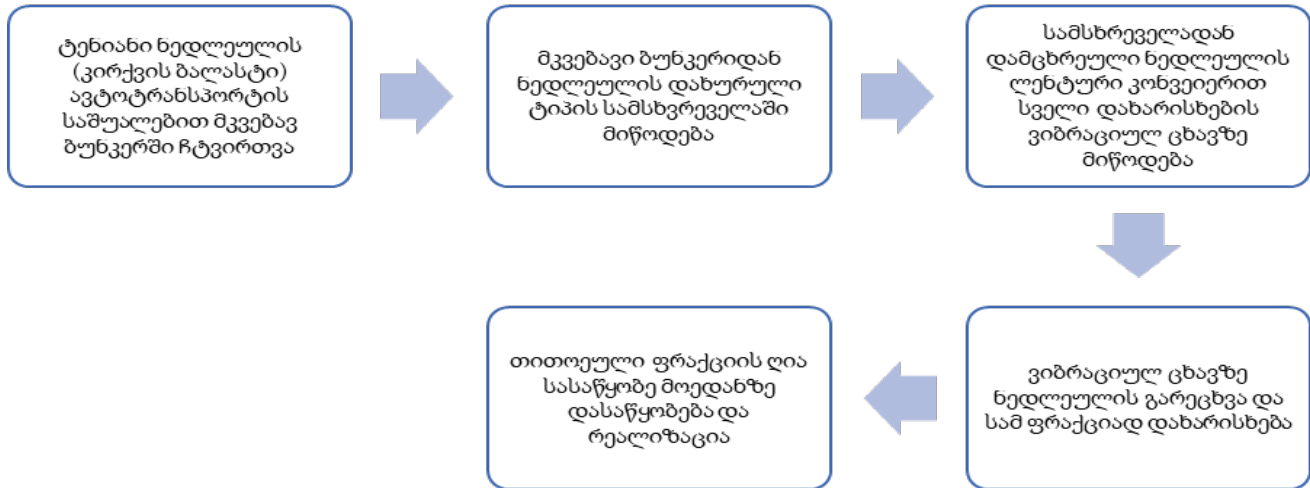 ტენიანი ნედლეულის
(კირქვის ბალასტი)
ავტოტრანსპორტის
საშუალებით მკვებავ
ბუნკერში ჩტვირთვა
მკვებავი ბუნკერიდან
ნედლეულის დახურული
ტიპის სამსხვრეველაში
მიწოდება
სამსხრეველადან
დამცხრეული ნედლეულის
ლენტური კონვეიერით
სველი დახარისხების
ვიბრაციულ ცხავზე
მიწოდება
ვიბრაციულ ცხავზე
ნედლეულის გარეცხვა და
სამ ფრაქციად დახარისხება
თითოეული ფრაქციის ღია
სასაწყობე მოედანზე
დასაწყობება და
რეალიზაცია